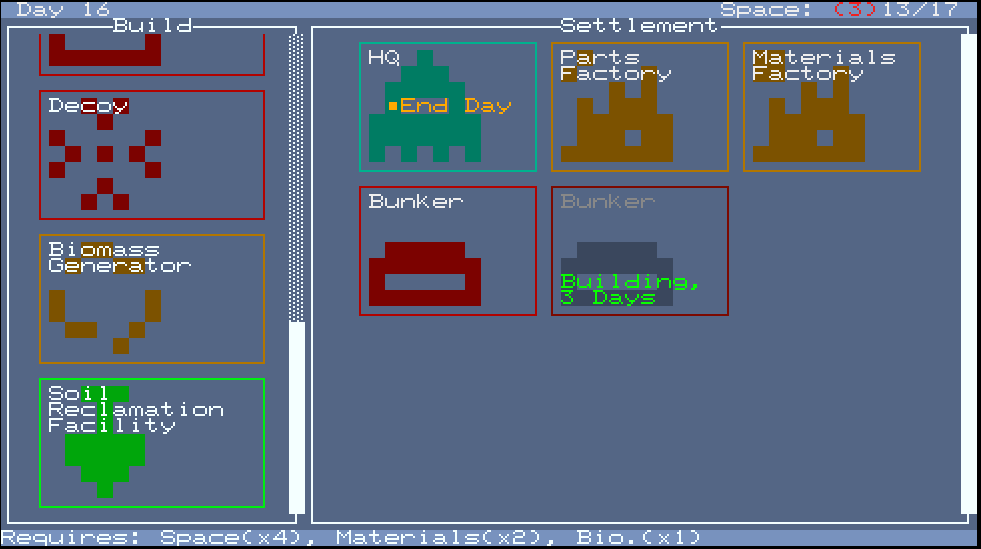 Day 16
Space: (3)13/17
Build
Settlement
Decoy
Biomass
Generator
Soil
Reclamation
Facility
HQ
End Day
Parts
Factory
Materials
Factory
Bunker
Bunker
Building,
3 Days
Requires: Space(x4), Materials(x2), Bio.(x1)